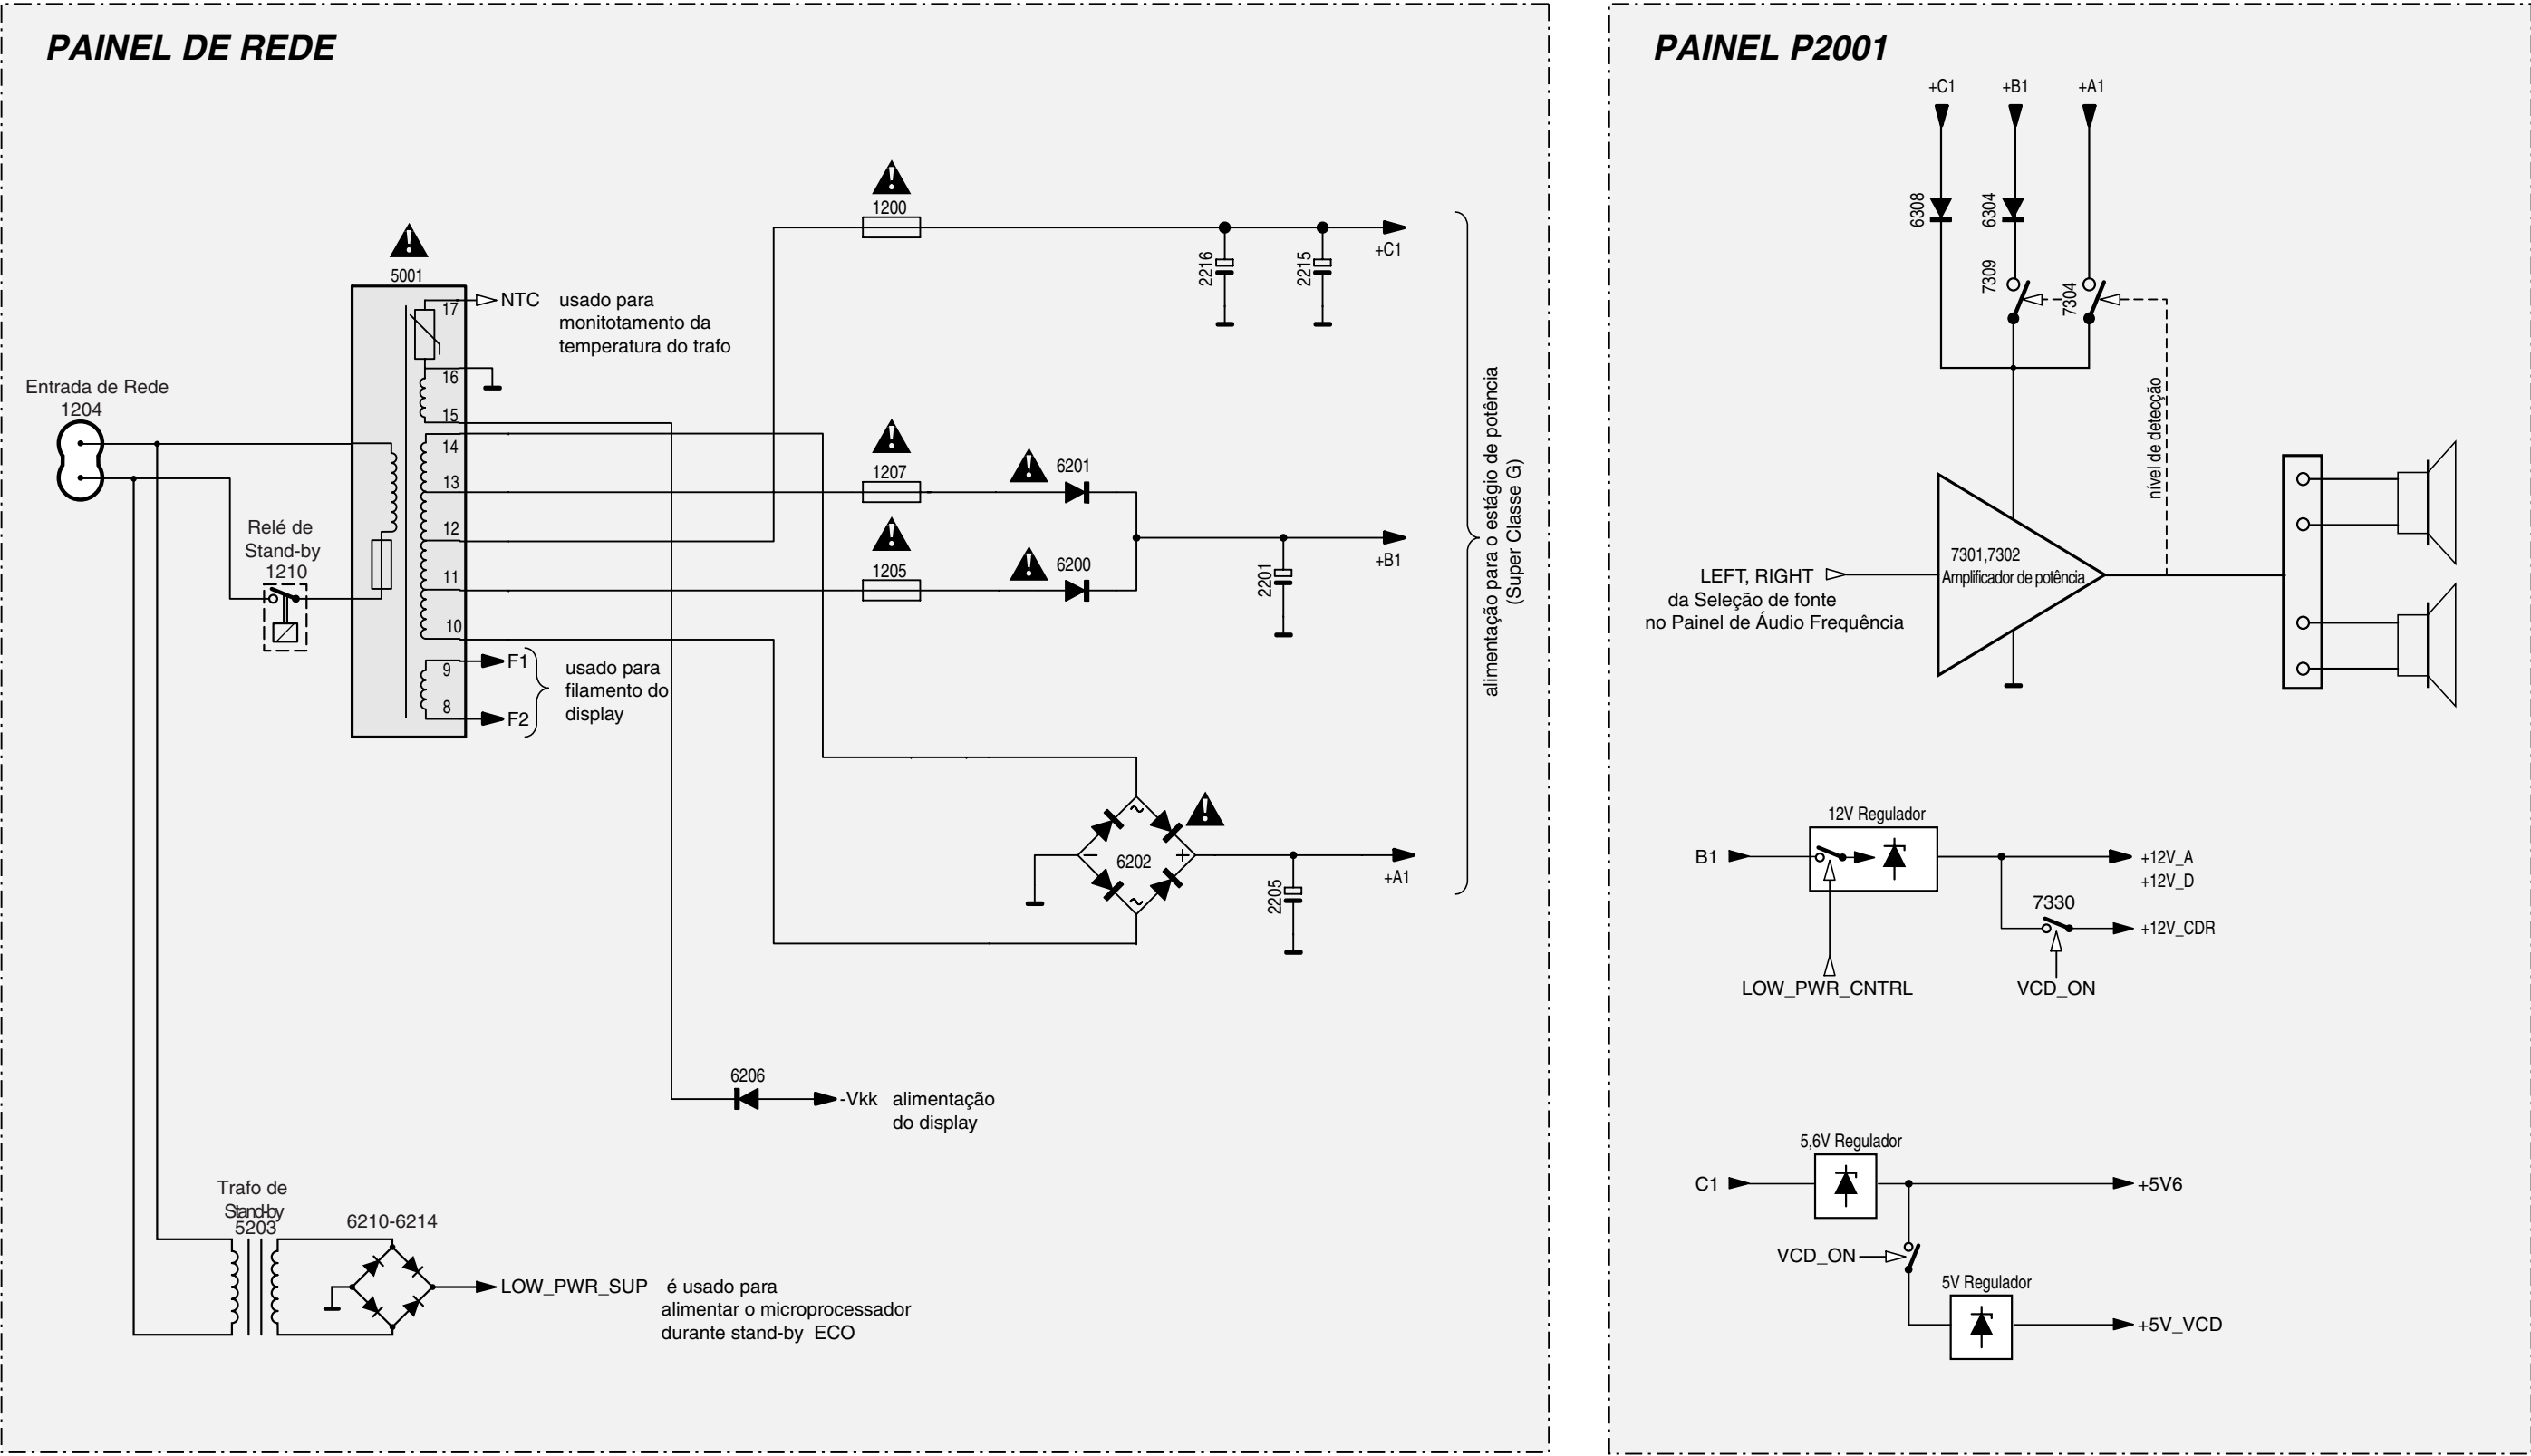 PAINEL DE REDE
1200
+C1
2216
2215
5001
17
NTC
usado para
monitotamento da
temperatura do trafo
16
15
14
13
12
11
10
9
8
Entrada de Rede
1204
Relé de
Stand-by
1210
F1
F2
usado para
filamento do
display
1207
6201
1205
6200
+B1
2201
alimentação para o estágio de potência
(Super Classe G)
6202
+A1
2205
6206
-Vkk
alimentação
do display
Trafo de
Stand-by
5203
6210-6214
LOW_PWR_SUP
é usado para
alimentar o microprocessador
durante stand-by ECO
PAINEL P2001
+C1
+B1
+A1
6308
6304
7309
7304
nível de detecção
7301,7302
Amplificador de potência
LEFT, RIGHT
da Seleção de fonte
no Painel de Áudio Frequência
12V Regulador
B1
+12V_A
+12V_D
7330
+12V_CDR
LOW_PWR_CNTRL
VCD_ON
5,6V Regulador
C1
+5V6
VCD_ON
5V Regulador
+5V_VCD